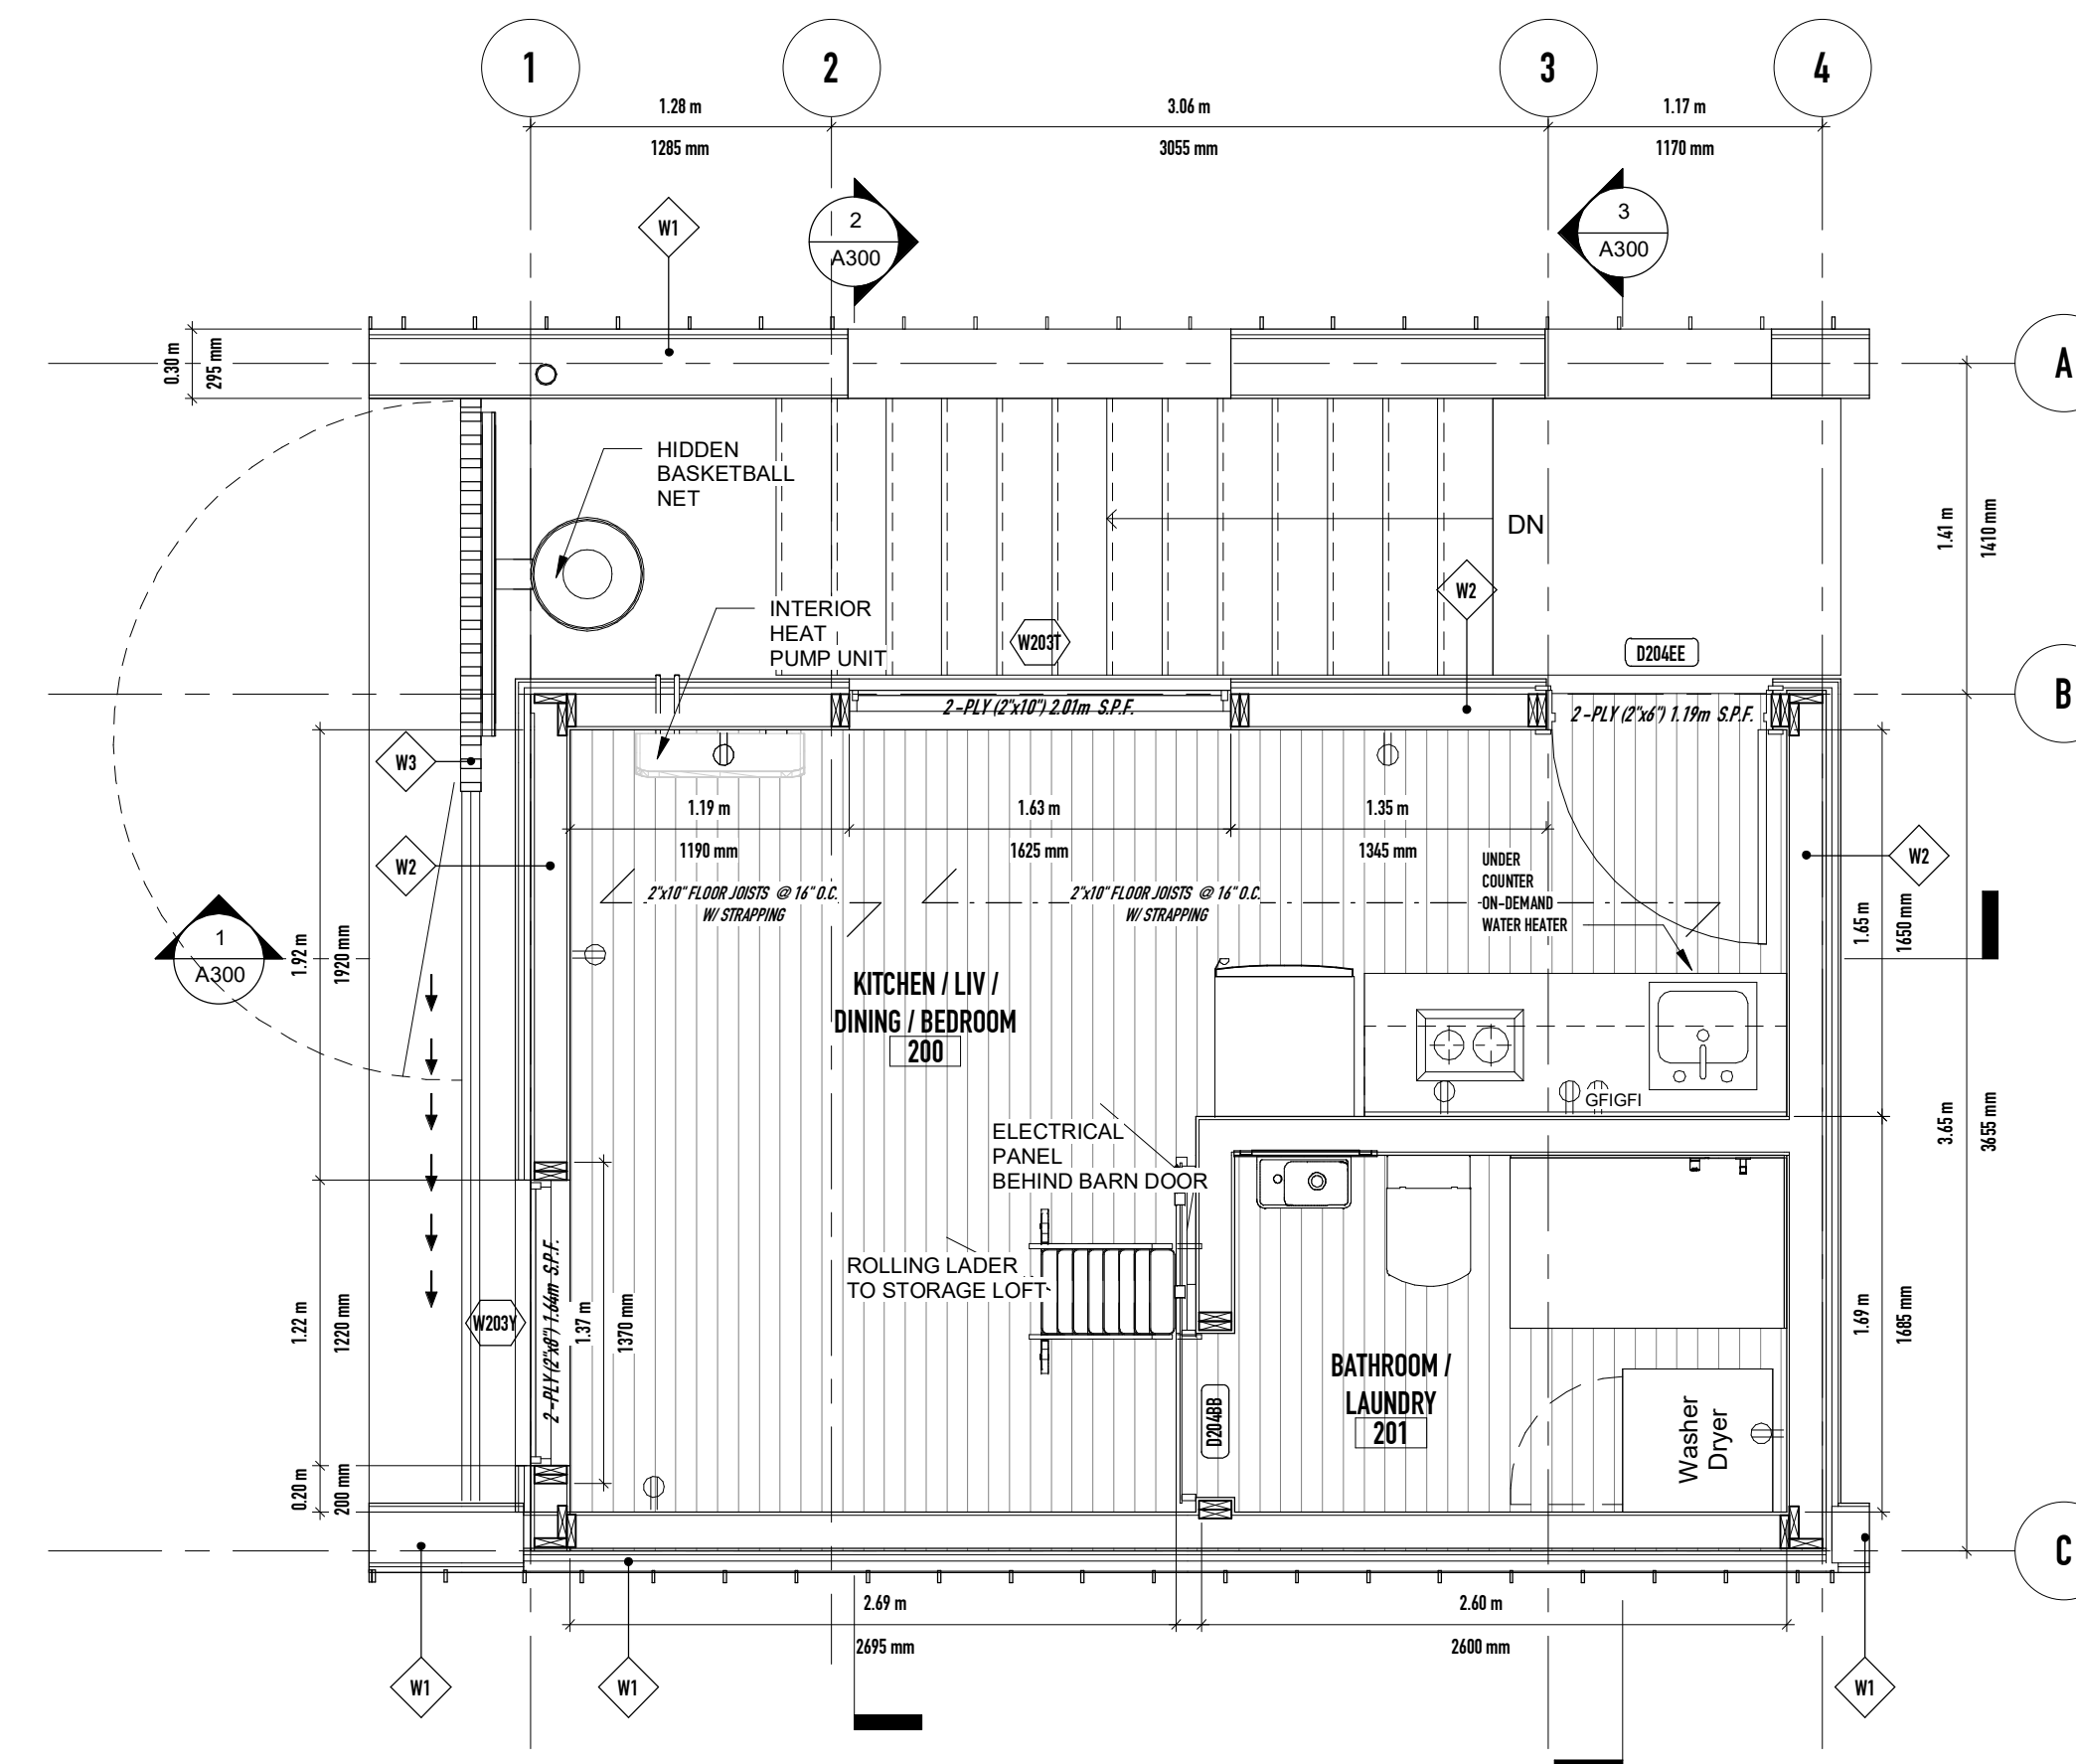 1
2
3
4
1.28 m
3.06 m
1.17 m
1285 mm
3055 mm
1170 mm
W1
2
A300
3
A300
A
0.30 m
295 mm
HIDDEN
BASKETBALL
NET
DN
1.41 m
1410 mm
INTERIOR
HEAT
PUMP UNIT
W203T
W2
D204EE
B
2-PLY (2"x10") 2.01m S.P.F.
2-PLY (2"x6") 1.19m S.P.F.
W3
W2
1.19 m
1.63 m
1.35 m
1190 mm
1625 mm
1345 mm
2"x10" FLOOR JOISTS @ 16" O.C.
W/ STRAPPING
2"x10" FLOOR JOISTS @ 16" O.C.
W/ STRAPPING
UNDER
COUNTER
ON-DEMAND
WATER HEATER
W2
1
A300
1.92 m
1920 mm
1.65 m
1650 mm
KITCHEN / LIV /
DINING / BEDROOM
200
GFIGFI
ELECTRICAL
PANEL
BEHIND BARN DOOR
3.65 m
3655 mm
ROLLING LADER
TO STORAGE LOFT
1.22 m
1220 mm
W203Y
2-PLY (2"x8") 1.64m S.P.F.
1.37 m
1370 mm
BATHROOM /
LAUNDRY
201
D204BB
Washer
Dryer
1.69 m
1685 mm
0.20 m
200 mm
C
2.69 m
2.60 m
2695 mm
2600 mm
W1
W1
W1